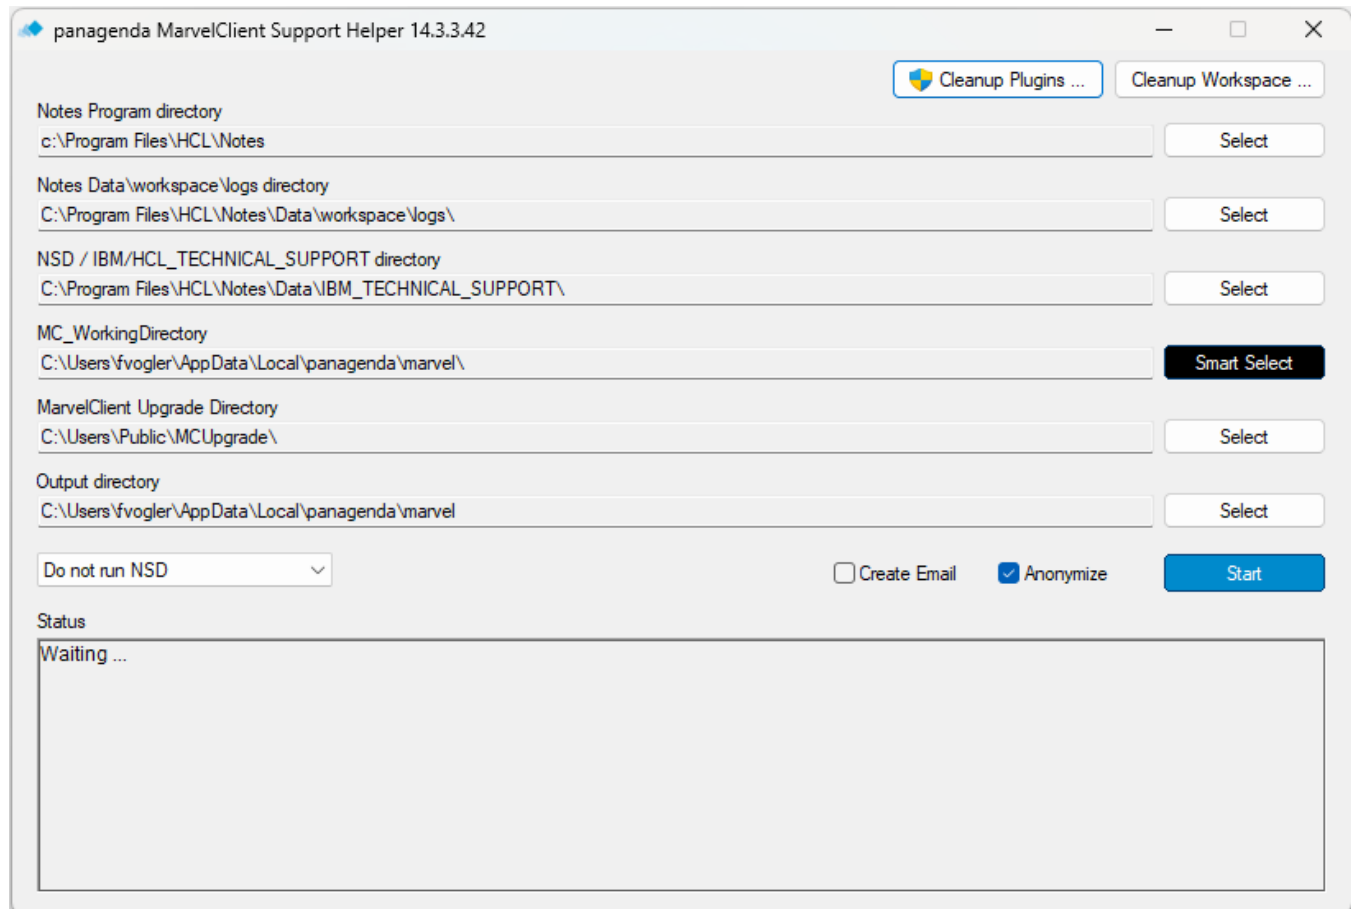 panagenda MarvelClient Support Helper 14.3.3.42
Cleanup Plugins ...
Cleanup Workspace ...
Notes Program directory
c:\Program Files\HCL\Notes
Select
Notes Data\workspace\logs directory
C:\Program Files\HCL\Notes\Data\workspace\logs\
Select
NSD / IBM/HCL_TECHNICAL_SUPPORT directory
C:\Program Files\HCL\Notes\Data\IBM_TECHNICAL_SUPPORT\
Select
MC_WorkingDirectory
C:\Users\fvogler\AppData\Local\panagenda\marvel\
Smart Select
MarvelClient Upgrade Directory
C:\Users\Public\MCUpgrade\
Select
Output directory
C:\Users\fvogler\AppData\Local\panagenda\marvel
Select
Do not run NSD
Create Email
Anonymize
Start
Status
Waiting ...